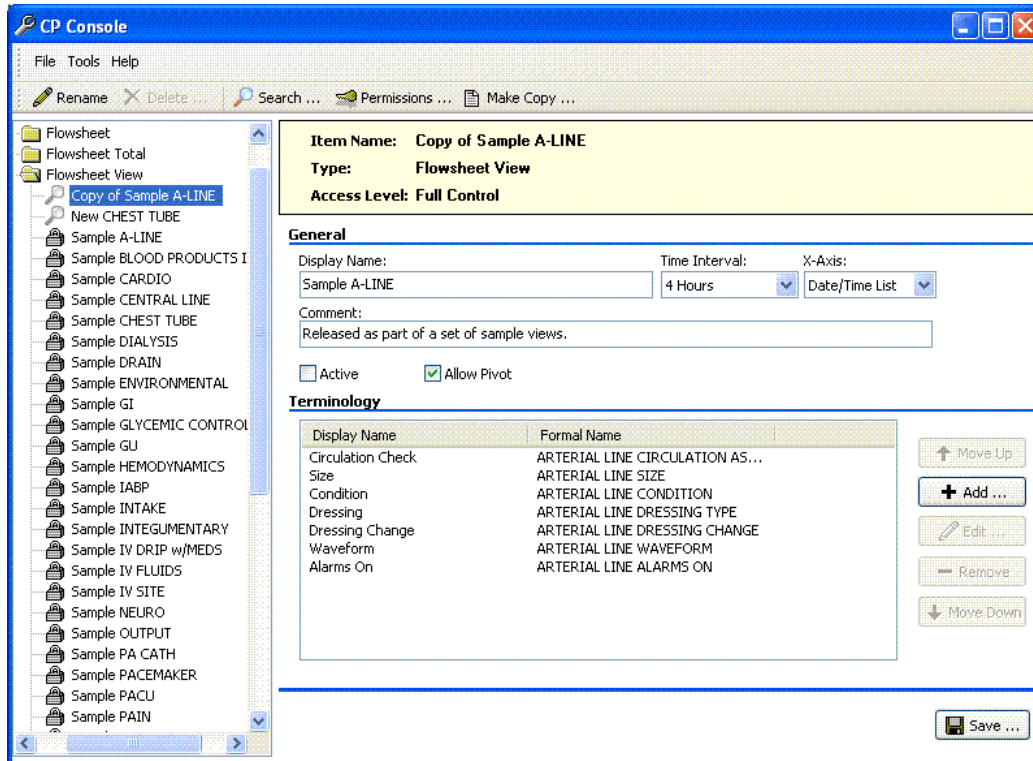 CP Console
File Tools Help
Rename Delete ... Search ... Permissions ... Make Copy ...
Flowsheet
Flowsheet Total
Flowsheet View
Copy of Sample A-LINE
New CHEST TUBE
Sample A-LINE
Sample BLOOD PRODUCTS I
Sample CARDIO
Sample CENTRAL LINE
Sample CHEST TUBE
Sample DIALYSIS
Sample DRAIN
Sample ENVIRONMENTAL
Sample GI
Sample GLYCEMIC CONTROL
Sample GU
Sample HEMODYNAMICS
Sample IABP
Sample INTAKE
Sample INTEGUMENTARY
Sample IV DRIP w/MEDS
Sample IV FLUIDS
Sample IV SITE
Sample NEURO
Sample OUTPUT
Sample PA CATH
Sample PACEMAKER
Sample PACU
Sample PAIN
Item Name: Copy of Sample A-LINE
Type: Flowsheet View
Access Level: Full Control
General
Display Name: Time Interval: X-Axis:
Sample A-LINE 4 Hours Date/Time List
Comment:
Released as part of a set of sample views.
Active Allow Pivot
Terminology
Display Name Formal Name
Circulation Check ARTERIAL LINE CIRCULATION AS...
Size ARTERIAL LINE SIZE
Condition ARTERIAL LINE CONDITION
Dressing ARTERIAL LINE DRESSING TYPE
Dressing Change ARTERIAL LINE DRESSING CHANGE
Waveform ARTERIAL LINE WAVEFORM
Alarms On ARTERIAL LINE ALARMS ON
Move Up
Add ...
Edit ...
Remove
Move Down
Save ...